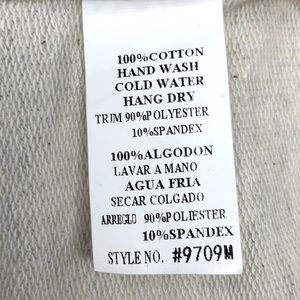 100%COTTON
HAND WASH
COLD WATER
HANG DRY
TRIM 90%POLYESTER
10%SPANDEX
100%ALGODON
LAVAR A MANO
AGUA FRIA
SECAR COLGADO
ARREGLO 90%POLIESTER
10%SPANDEX
STYLE NO. #9709M